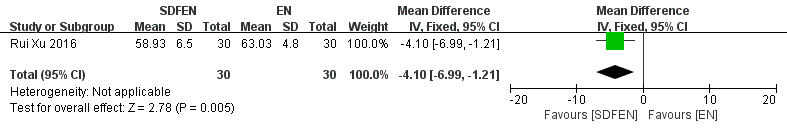 SDFEN EN Mean Difference Mean Difference
Study or Subgroup Mean SD Total Mean SD Total Weight IV, Fixed, 95% CI IV, Fixed, 95% CI
Rui Xu 2016 58.93 6.5 30 63.03 4.8 30 100.0% -4.10 [-6.99, -1.21]
Total (95% CI) 30 30 100.0% -4.10 [-6.99, -1.21]
Heterogeneity: Not applicable
Test for overall effect: Z = 2.78 (P = 0.005)
-20 -10 0 10 20
Favours [SDFEN] Favours [EN]